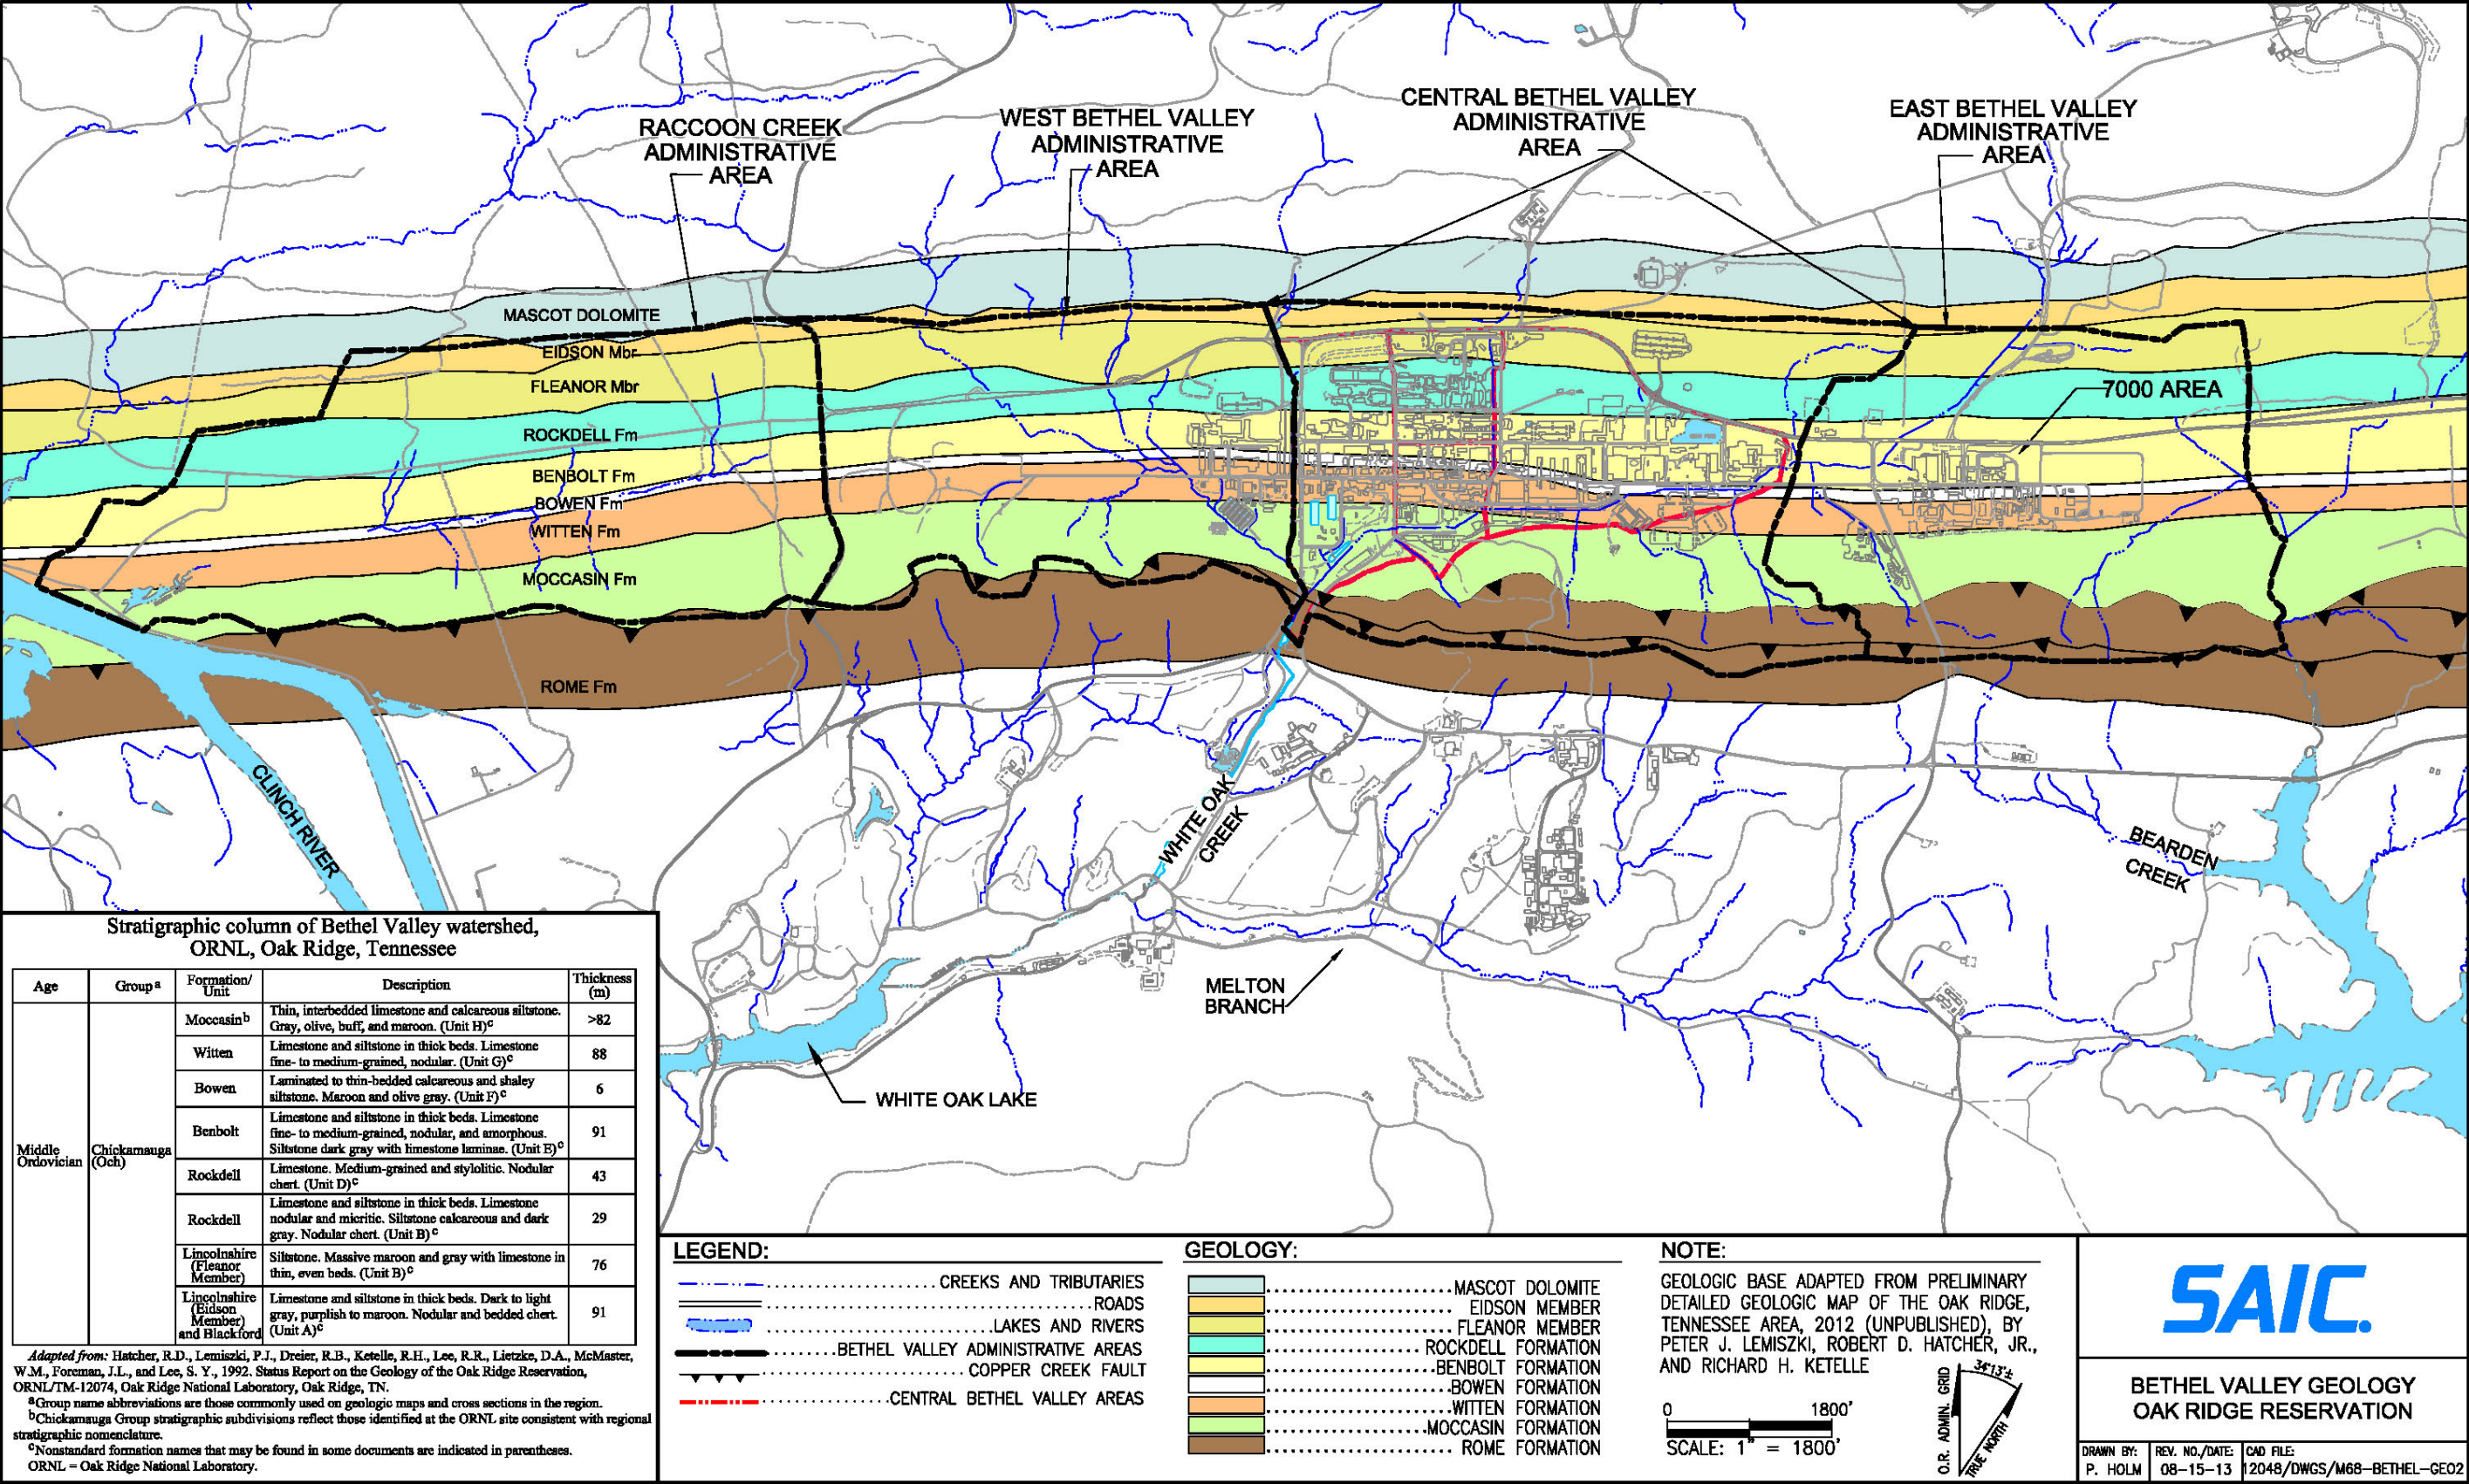 RACCOON CREEK
ADMINISTRATIVE
AREA
WEST BETHEL VALLEY
ADMINISTRATIVE
AREA
CENTRAL BETHEL VALLEY
ADMINISTRATIVE
AREA
EAST BETHEL VALLEY
ADMINISTRATIVE
AREA
MASCOT DOLOMITE
EIDSON Mbr
FLEANOR Mbr
ROCKDELL Fm
BENBOLT Fm
BOWEN Fm
WITTEN Fm
MOCCASIN Fm
ROME Fm
7000 AREA
CLINCH RIVER
WHITE OAK
CREEK
BEARDEN
CREEK
MELTON
BRANCH
WHITE OAK LAKE
Stratigraphic column of Bethel Valley watershed,
ORNL, Oak Ridge, Tennessee
Age Group a Formation/ Unit Description Thickness (m)
Middle Ordovician
Chickamauga (Och)
Moccasin b Thin, interbedded limestone and calcareous siltstone.
Gray, olive, buff, and maroon. (Unit H)c >82
Witten Limestone and siltstone in thick beds. Limestone
fine- to medium-grained, nodular. (Unit G)c 88
Bowen Laminated to thin-bedded calcareous and shaley
siltstone. Maroon and olive gray. (Unit F)c 6
Benbolt Limestone and siltstone in thick beds. Limestone
fine- to medium-grained, nodular, and amorphous.
Siltstone dark gray with limestone laminae. (Unit E)c 91
Rockdell Limestone. Medium-grained and stylolitic. Nodular
chert. (Unit D)c 43
Rockdell Limestone and siltstone in thick beds. Limestone
nodular and micritic. Siltstone calcareous and dark
gray. Nodular chert. (Unit B)c 29
Lincolnshire (Fleanor Member) Siltstone. Massive maroon and gray with limestone in
thin, even beds. (Unit B)c 76
Lincolnshire (Eidson Member) and Blackford Limestone and siltstone in thick beds. Dark to light
gray, purplish to maroon. Nodular and bedded chert.
(Unit A)c 91
Adapted from: Hatcher, R.D., Lemiszki, P.J., Dreier, R.B., Ketelle, R.H., Lee, R.R., Lietzke, D.A., McMaster,
W.M., Foreman, J.L., and Lee, S. Y., 1992. Status Report on the Geology of the Oak Ridge Reservation,
ORNL/TM-12074, Oak Ridge National Laboratory, Oak Ridge, TN.
a Group name abbreviations are those commonly used on geologic maps and cross sections in the region.
b Chickamauga Group stratigraphic subdivisions reflect those identified at the ORNL site consistent with regional
stratigraphic nomenclature.
c Nonstandard formation names that may be found in some documents are indicated in parentheses.
ORNL = Oak Ridge National Laboratory.
LEGEND:
CREEKS AND TRIBUTARIES
ROADS
LAKES AND RIVERS
BETHEL VALLEY ADMINISTRATIVE AREAS
COPPER CREEK FAULT
CENTRAL BETHEL VALLEY AREAS
GEOLOGY:
MASCOT DOLOMITE
EIDSON MEMBER
FLEANOR MEMBER
ROCKDELL FORMATION
BENBOLT FORMATION
BOWEN FORMATION
WITTEN FORMATION
MOCCASIN FORMATION
ROME FORMATION
NOTE:
GEOLOGIC BASE ADAPTED FROM PRELIMINARY
DETAILED GEOLOGIC MAP OF THE OAK RIDGE,
TENNESSEE AREA, 2012 (UNPUBLISHED), BY
PETER J. LEMISZKI, ROBERT D. HATCHER, JR.,
AND RICHARD H. KETELLE
0 1800'
SCALE: 1" = 1800'
O.R. ADMIN. GRID
34°13'±
TRUE NORTH
SAIC.
BETHEL VALLEY GEOLOGY
OAK RIDGE RESERVATION
DRAWN BY: REV. NO./DATE: CAD FILE:
P. HOLM 08-15-13 12048/DWGS/M68-BETHEL-GEO2